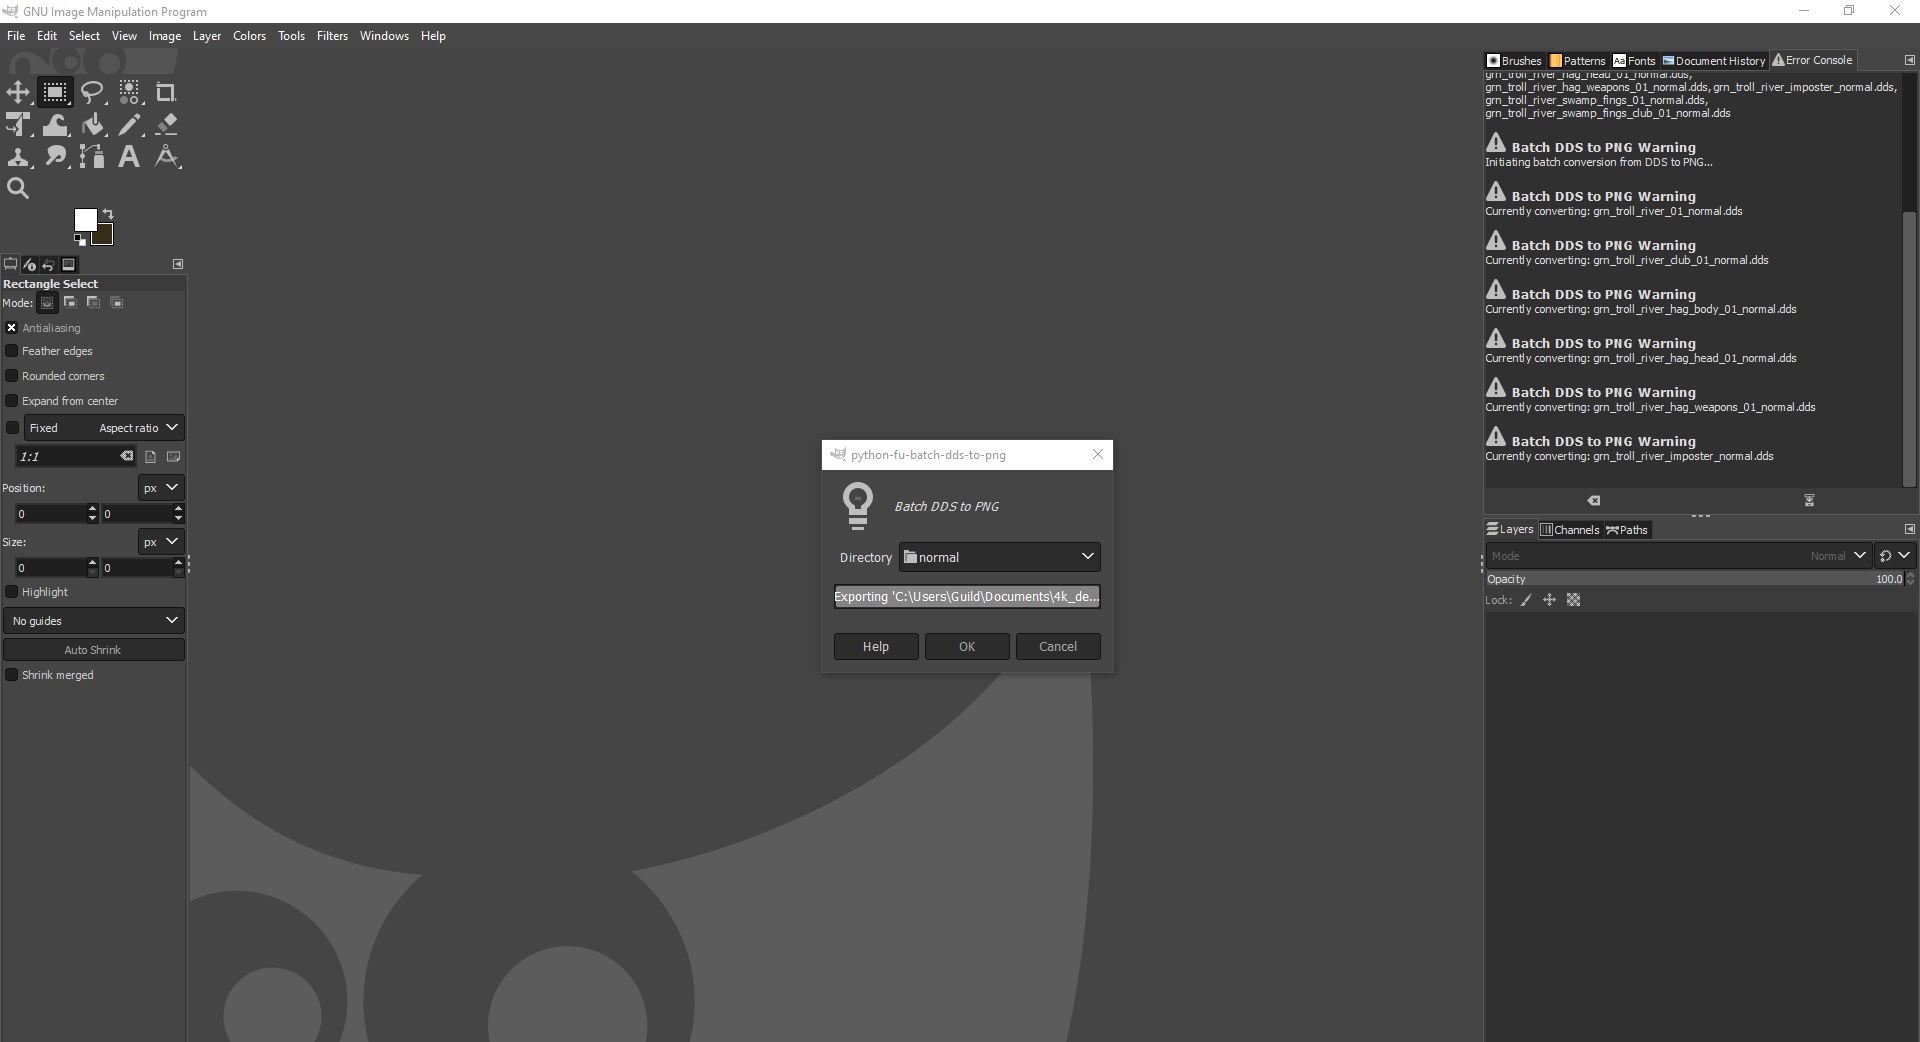 GNU Image Manipulation Program
File Edit Select View Image Layer Colors Tools Filters Windows Help
Rectangle Select
Mode:
Antialiasing
Feather edges
Rounded corners
Expand from center
Fixed Aspect ratio
1:1
Position: px
0 0
Size: px
0 0
Highlight
No guides
Auto Shrink
Shrink merged
python-fu-batch-dds-to-png
Batch DDS to PNG
Directory normal
Exporting 'C:\Users\Guild\Documents\4k_de...
Help OK Cancel
Brushes Patterns Aa Fonts Document History Error Console
grn_troll_river_hag_head_01_normal.dds,
grn_troll_river_hag_weapons_01_normal.dds, grn_troll_river_imposter_normal.dds,
grn_troll_river_swamp_fings_01_normal.dds,
grn_troll_river_swamp_fings_club_01_normal.dds
Batch DDS to PNG Warning
Initiating batch conversion from DDS to PNG...
Batch DDS to PNG Warning
Currently converting: grn_troll_river_01_normal.dds
Batch DDS to PNG Warning
Currently converting: grn_troll_river_club_01_normal.dds
Batch DDS to PNG Warning
Currently converting: grn_troll_river_hag_body_01_normal.dds
Batch DDS to PNG Warning
Currently converting: grn_troll_river_hag_head_01_normal.dds
Batch DDS to PNG Warning
Currently converting: grn_troll_river_hag_weapons_01_normal.dds
Batch DDS to PNG Warning
Currently converting: grn_troll_river_imposter_normal.dds
Layers Channels Paths
Mode Normal
Opacity 100.0
Lock: